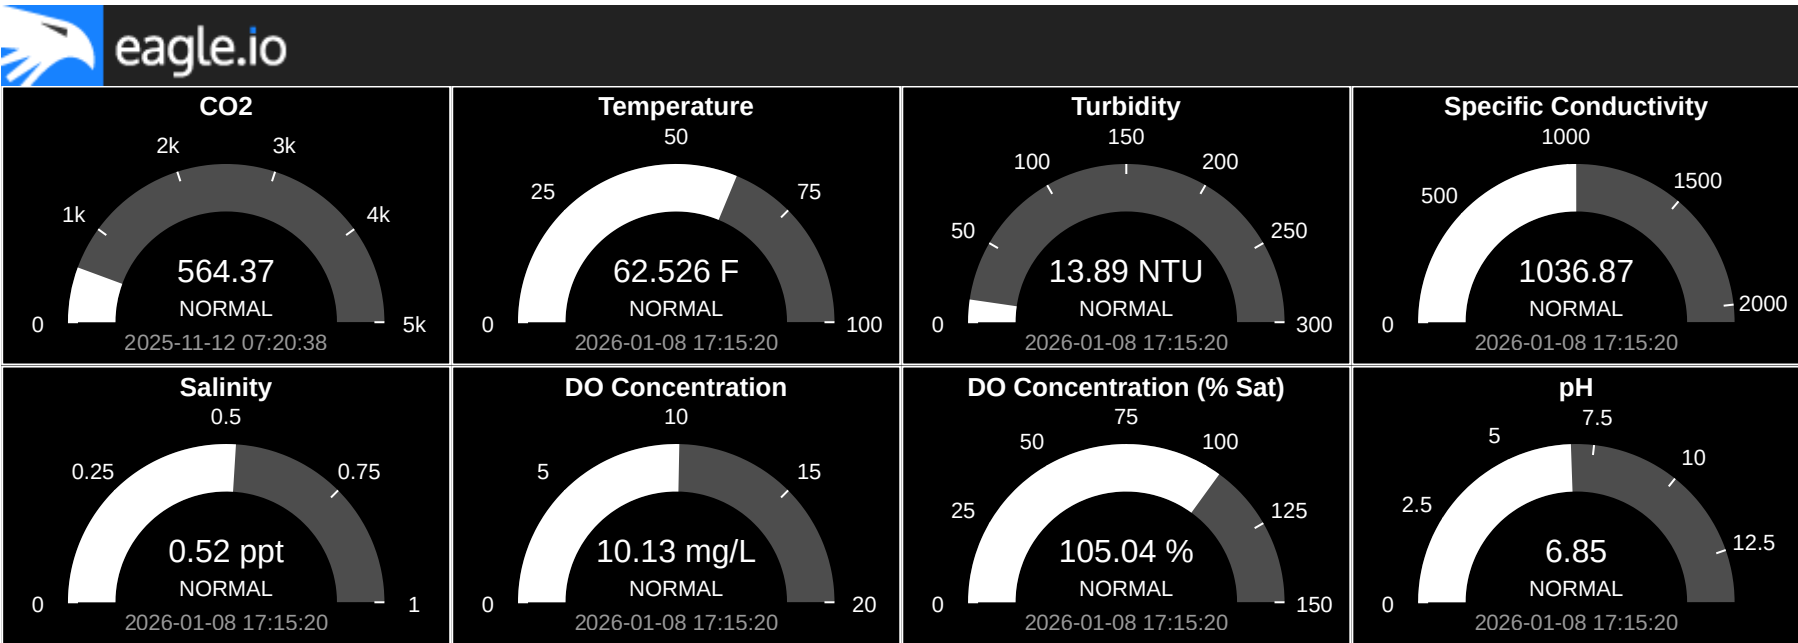 eagle.io
CO2
0
1k
2k
3k
4k
5k
564.37
NORMAL
2025-11-12 07:20:38
Temperature
0
25
50
75
100
62.526 F
NORMAL
2026-01-08 17:15:20
Turbidity
0
50
100
150
200
250
300
13.89 NTU
NORMAL
2026-01-08 17:15:20
Specific Conductivity
0
500
1000
1500
2000
1036.87
NORMAL
2026-01-08 17:15:20
Salinity
0
0.25
0.5
0.75
1
0.52 ppt
NORMAL
2026-01-08 17:15:20
DO Concentration
0
5
10
15
20
10.13 mg/L
NORMAL
2026-01-08 17:15:20
DO Concentration (% Sat)
0
25
50
75
100
125
150
105.04 %
NORMAL
2026-01-08 17:15:20
pH
0
2.5
5
7.5
10
12.5
6.85
NORMAL
2026-01-08 17:15:20